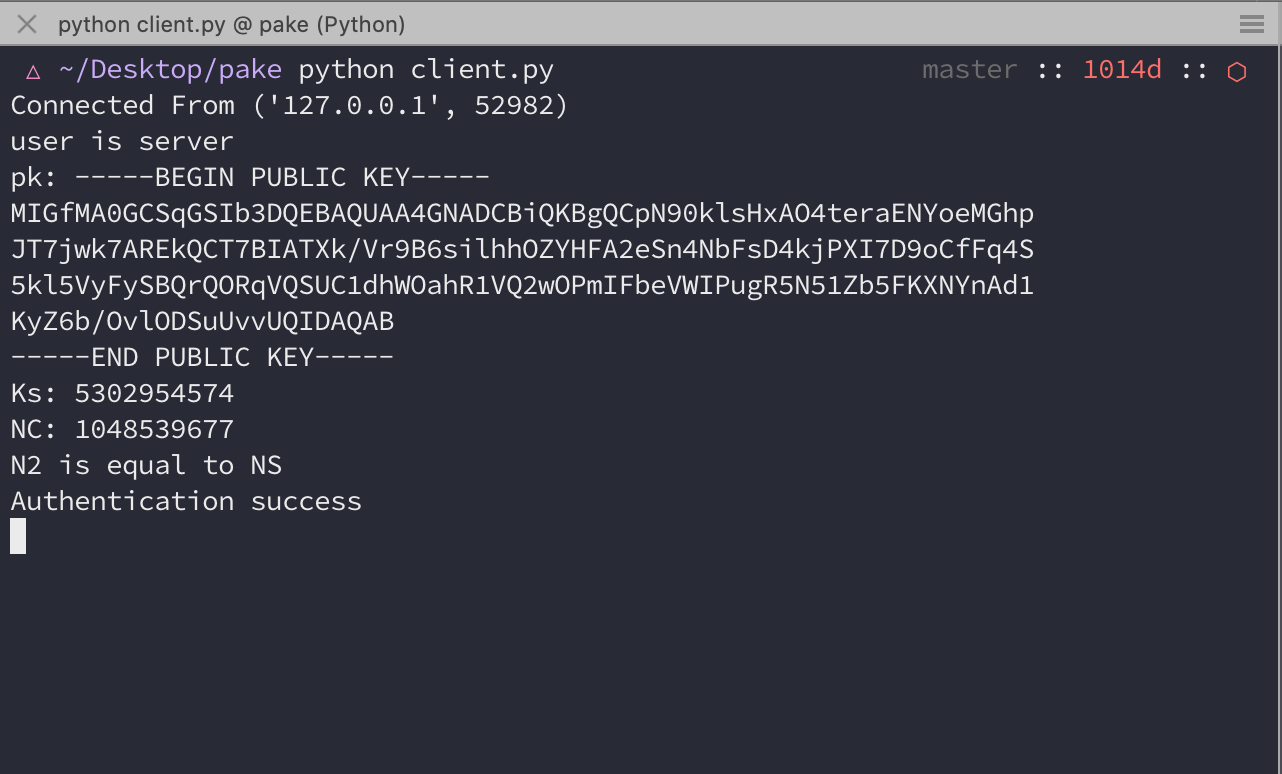 python client.py @ pake (Python)
△ ~/Desktop/pake python client.py master :: 1014d :: ⬡
Connected From ('127.0.0.1', 52982)
user is server
pk: -----BEGIN PUBLIC KEY-----
MIGfMA0GCSqGSIb3DQEBAQUAA4GNADCBiQKBgQCpN90klsHxAO4teraENYoeMGhp
JT7jwk7AREkQCT7BIATXk/Vr9B6silhhOZYHFA2eSn4NbFsD4kjPXI7D9oCfFq4S
5kl5VyFySBQrQORqVQSUC1dhWOahR1VQ2wOPmIFbeVWIPugR5N51Zb5FKXNYnAd1
KyZ6b/OvlODSuUvvUQIDAQAB
-----END PUBLIC KEY-----
Ks: 5302954574
NC: 1048539677
N2 is equal to NS
Authentication success